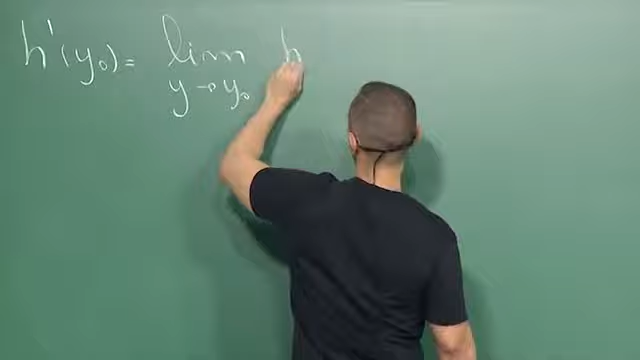 h'(y₀) = lim h
y→y₀